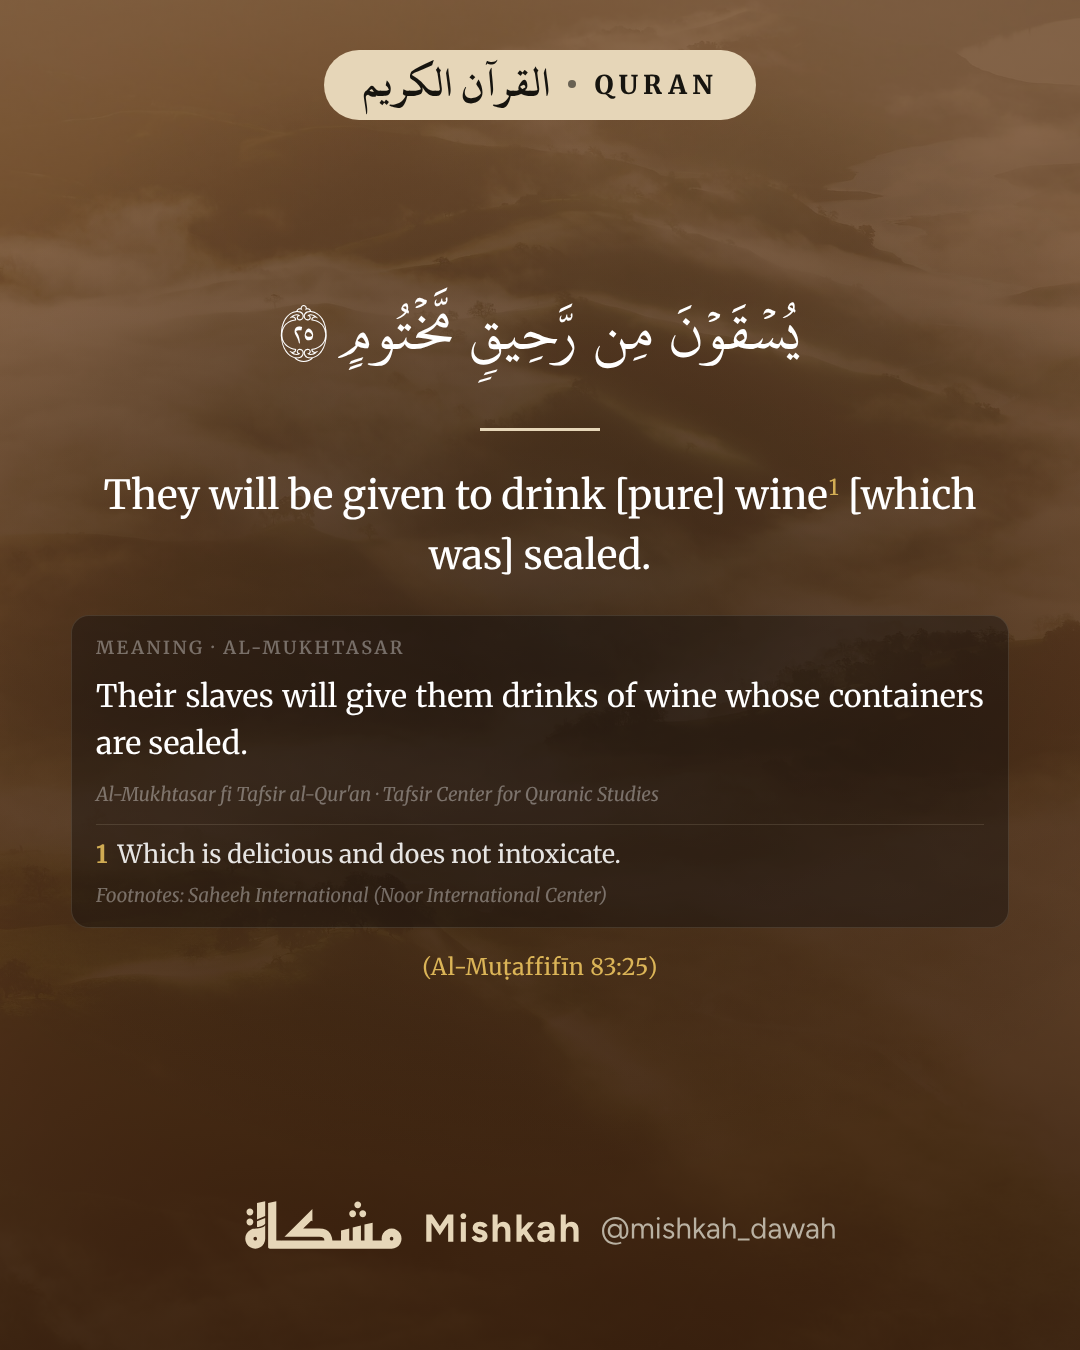 القرآن الكريم • QURAN
يُسۡقَوۡنَ مِن رَّحِيقٖ مَّخۡتُومٍ ٢٥
They will be given to drink [pure] wine1 [which
was] sealed.
MEANING · AL-MUKHTASAR
Their slaves will give them drinks of wine whose containers
are sealed.
Al-Mukhtasar fi Tafsir al-Qur'an · Tafsir Center for Quranic Studies
1 Which is delicious and does not intoxicate.
Footnotes: Saheeh International (Noor International Center)
(Al-Muṭaffifīn 83:25)
مشكاة Mishkah @mishkah_dawah